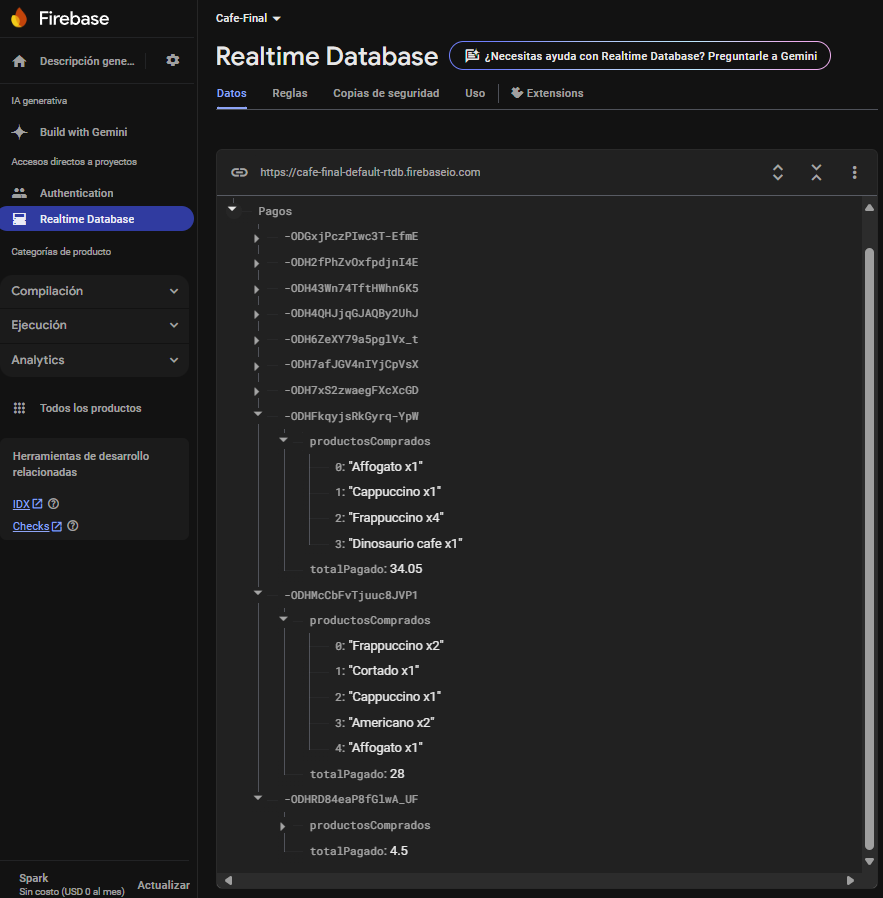 Firebase
Descripción gene...
IA generativa
Build with Gemini
Accesos directos a proyectos
Authentication
Realtime Database
Categorías de producto
Compilación
Ejecución
Analytics
Todos los productos
Herramientas de desarrollo
relacionadas
IDX
Checks
Spark
Sin costo (USD 0 al mes)
Actualizar
Cafe-Final
Realtime Database
¿Necesitas ayuda con Realtime Database? Preguntarle a Gemini
Datos Reglas Copias de seguridad Uso Extensions
https://cafe-final-default-rtdb.firebaseio.com
Pagos
-ODGxjPczPIwc3T-EfmE
-ODH2fPhZvOxfpdjnI4E
-ODH43Wn74TftHWhn6K5
-ODH4QHJjqGJAQBy2UhJ
-ODH6ZeXY79a5pglVx_t
-ODH7afJGV4nIYjCpVsX
-ODH7xS2zwaegFXcXcGD
-ODHFkqyjsRkGyrq-YpW
productosComprados
0: "Affogato x1"
1: "Cappuccino x1"
2: "Frappuccino x4"
3: "Dinosaurio cafe x1"
totalPagado: 34.05
-ODHMcCbFvTjuuc8JVP1
productosComprados
0: "Frappuccino x2"
1: "Cortado x1"
2: "Cappuccino x1"
3: "Americano x2"
4: "Affogato x1"
totalPagado: 28
-ODHRD84eaP8fGlwA_UF
productosComprados
totalPagado: 4.5